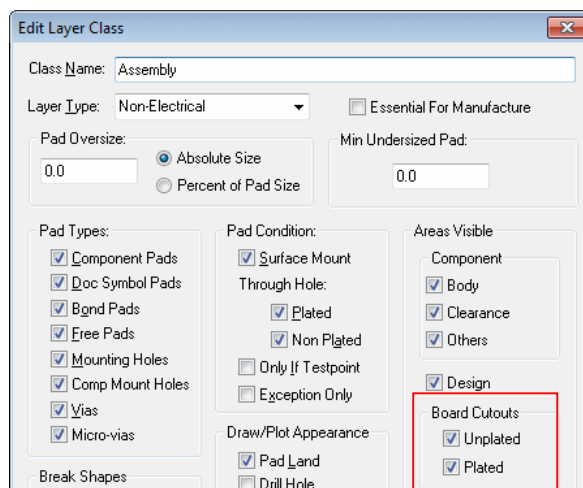 Edit Layer Class
Class Name: Assembly
Layer Type: Non-Electrical
Essential For Manufacture
Pad Oversize:
0.0
Absolute Size
Percent of Pad Size
Min Undersized Pad:
0.0
Pad Types:
Component Pads
Doc Symbol Pads
Bond Pads
Free Pads
Mounting Holes
Comp Mount Holes
Vias
Micro-vias
Break Shapes
Pad Condition:
Surface Mount
Through Hole:
Plated
Non Plated
Only If Testpoint
Exception Only
Draw/Plot Appearance
Pad Land
Drill Hole
Areas Visible
Component
Body
Clearance
Others
Design
Board Cutouts
Unplated
Plated